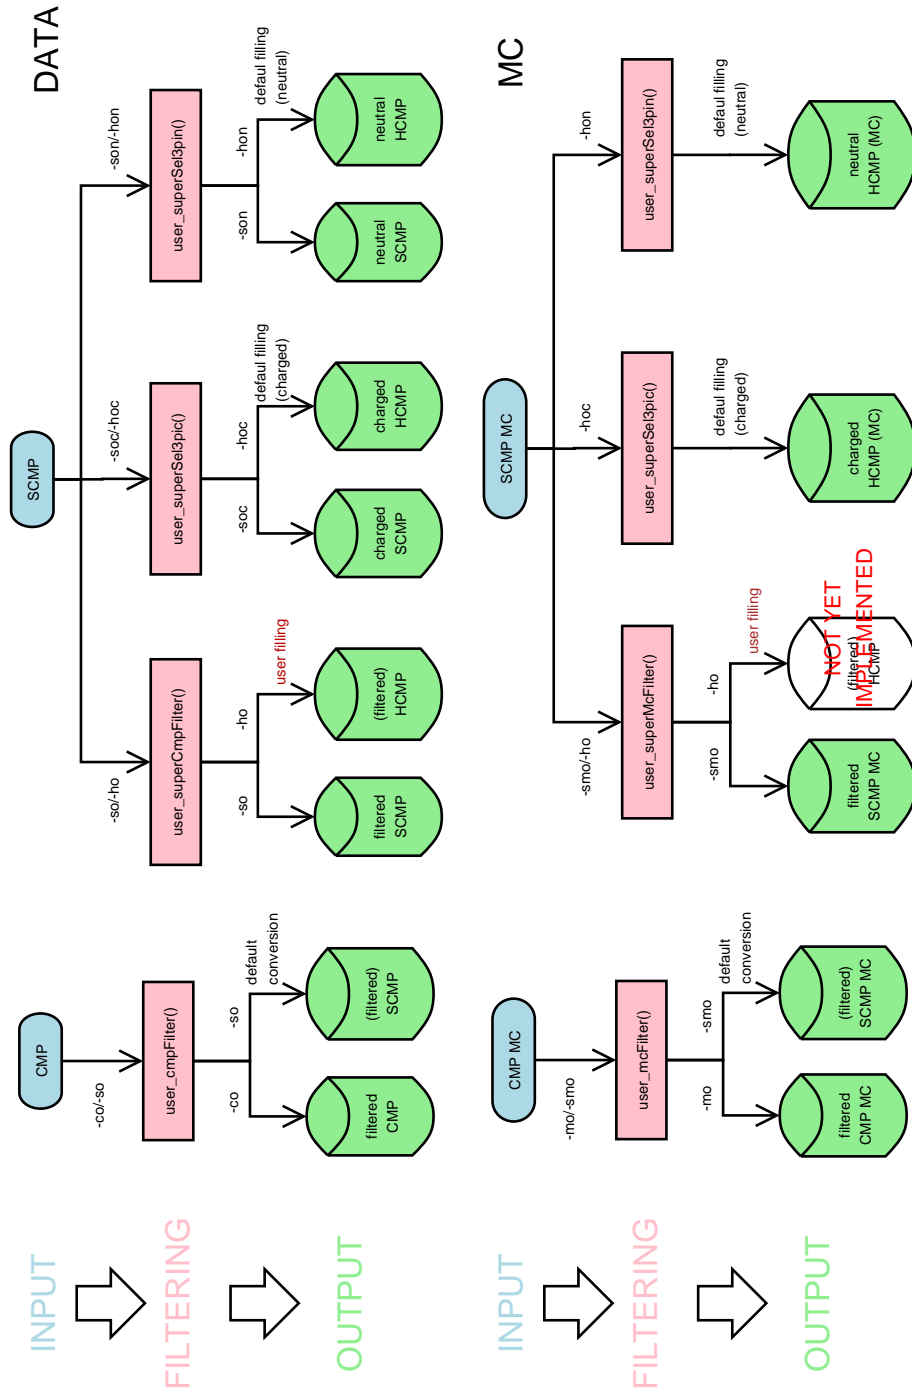 DATA
INPUT
FILTERING
OUTPUT
CMP
-co/-so
user_cmpFilter()
-co
-so
default
conversion
filtered
CMP
(filtered)
SCMP
SCMP
-so/-ho
-soc/-hoc
-son/-hon
user_superCmpFilter()
-so
-ho
user filling
filtered
SCMP
(filtered)
HCMP
user_superSel3pic()
-soc
-hoc
defaul filling
(charged)
charged
SCMP
charged
HCMP
user_superSel3pin()
-son
-hon
defaul filling
(neutral)
neutral
SCMP
neutral
HCMP
MC
INPUT
FILTERING
OUTPUT
CMP MC
-mo/-smo
user_mcFilter()
-mo
-smo
default
conversion
filtered
CMP MC
(filtered)
SCMP MC
SCMP MC
-smo/-ho
-hoc
-hon
user_superMcFilter()
-smo
-ho
user filling
filtered
SCMP MC
(filtered)
HCMP
NOT YET
IMPLEMENTED
user_superSel3pic()
defaul filling
(charged)
charged
HCMP (MC)
user_superSel3pin()
defaul filling
(neutral)
neutral
HCMP (MC)